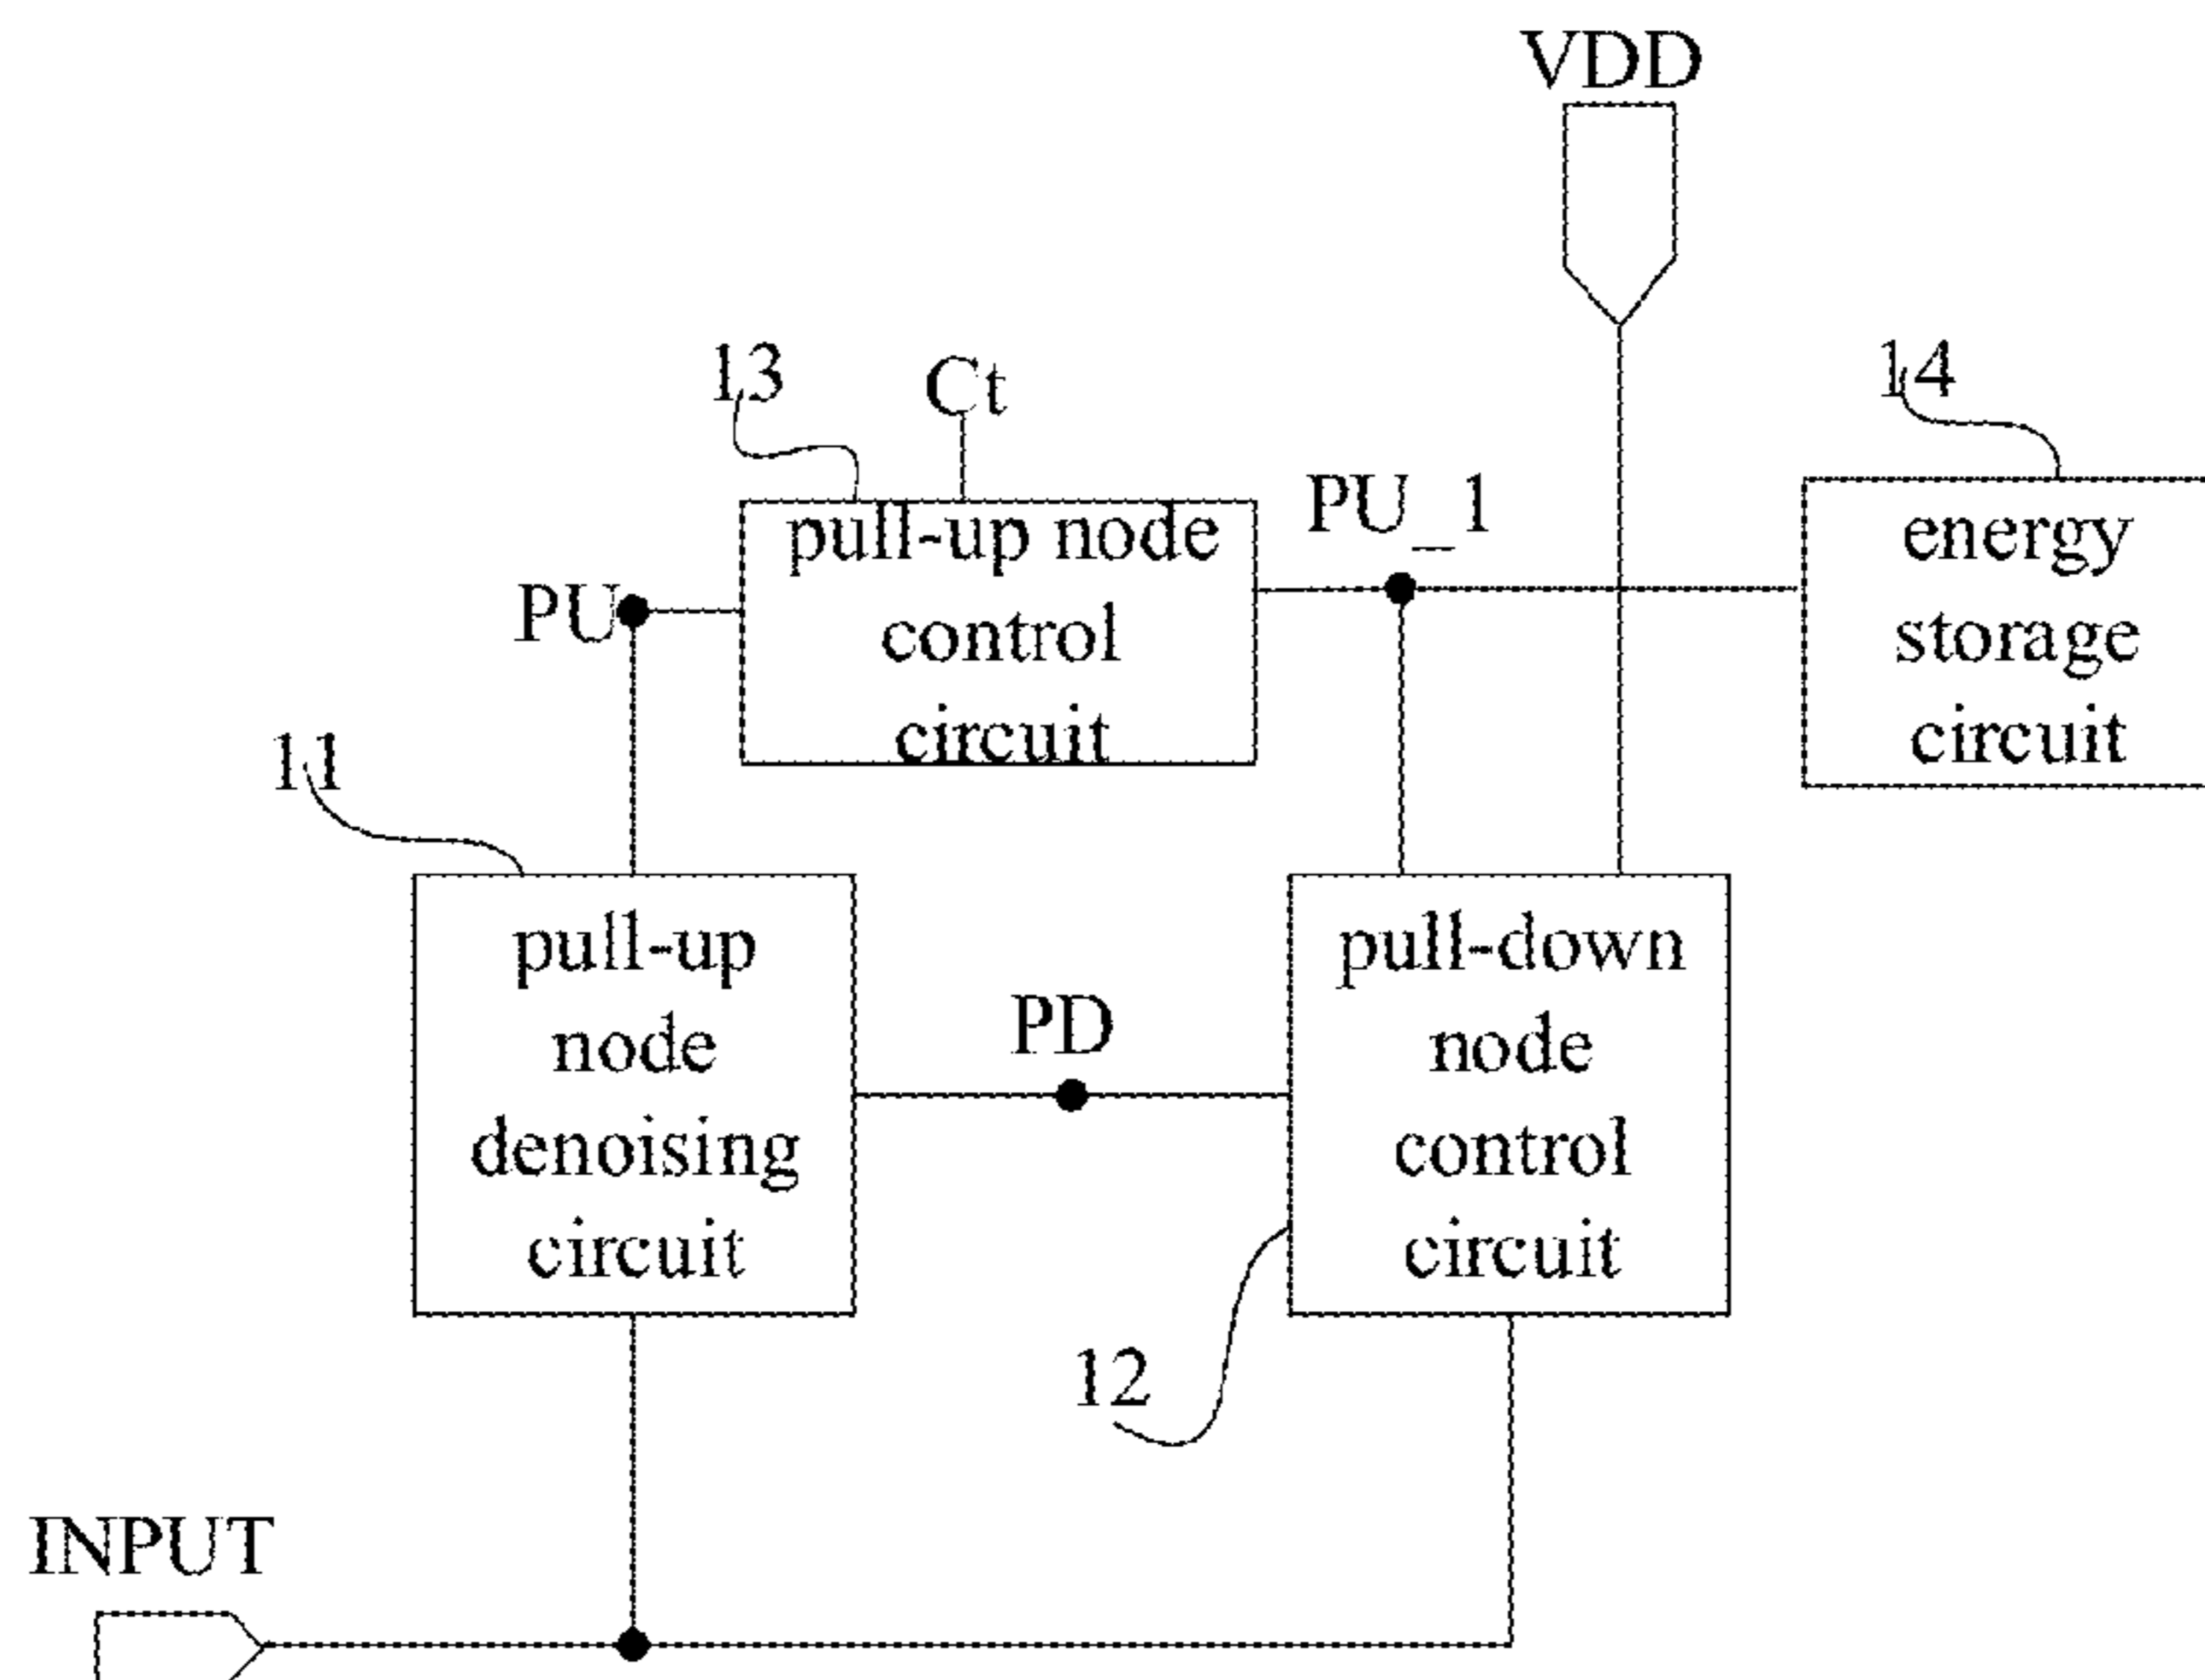 VDD
13
Ct
14
PU_1
pull-up node
control
circuit
energy
storage
circuit
PU
11
pull-up
node
denoising
circuit
PD
pull-down
node
control
circuit
12
INPUT